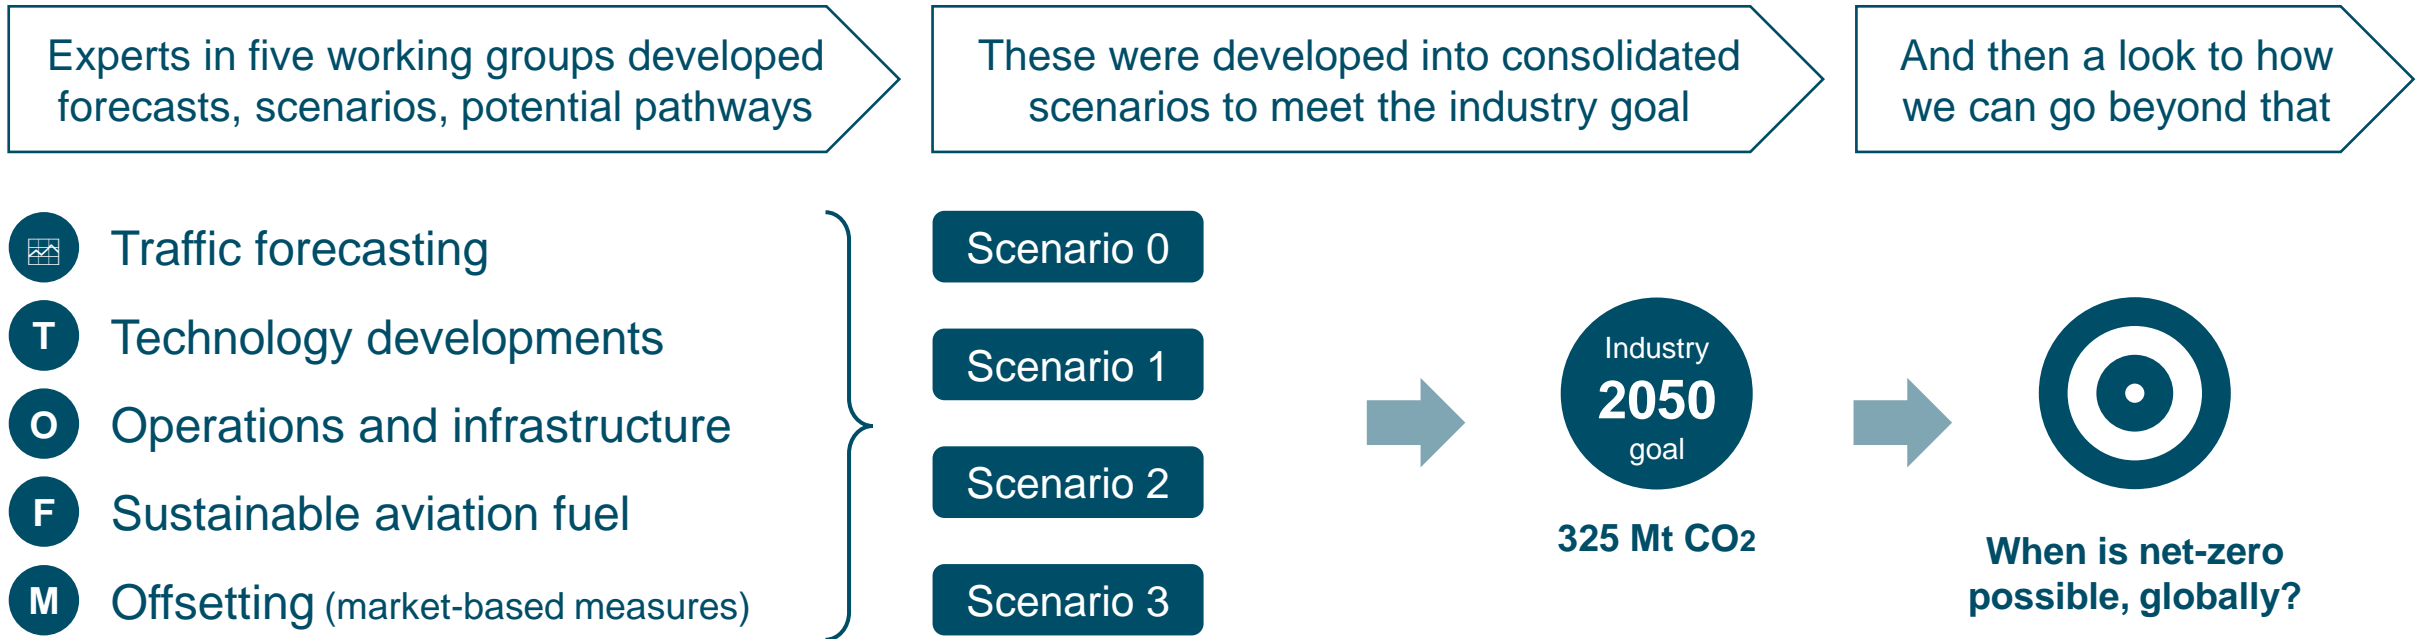 Experts in five working groups developed
forecasts, scenarios, potential pathways
These were developed into consolidated
scenarios to meet the industry goal
And then a look to how
we can go beyond that
Traffic forecasting
T Technology developments
O Operations and infrastructure
F Sustainable aviation fuel
M Offsetting (market-based measures)
Scenario 0
Scenario 1
Scenario 2
Scenario 3
Industry
2050
goal
325 Mt CO2
When is net-zero
possible, globally?